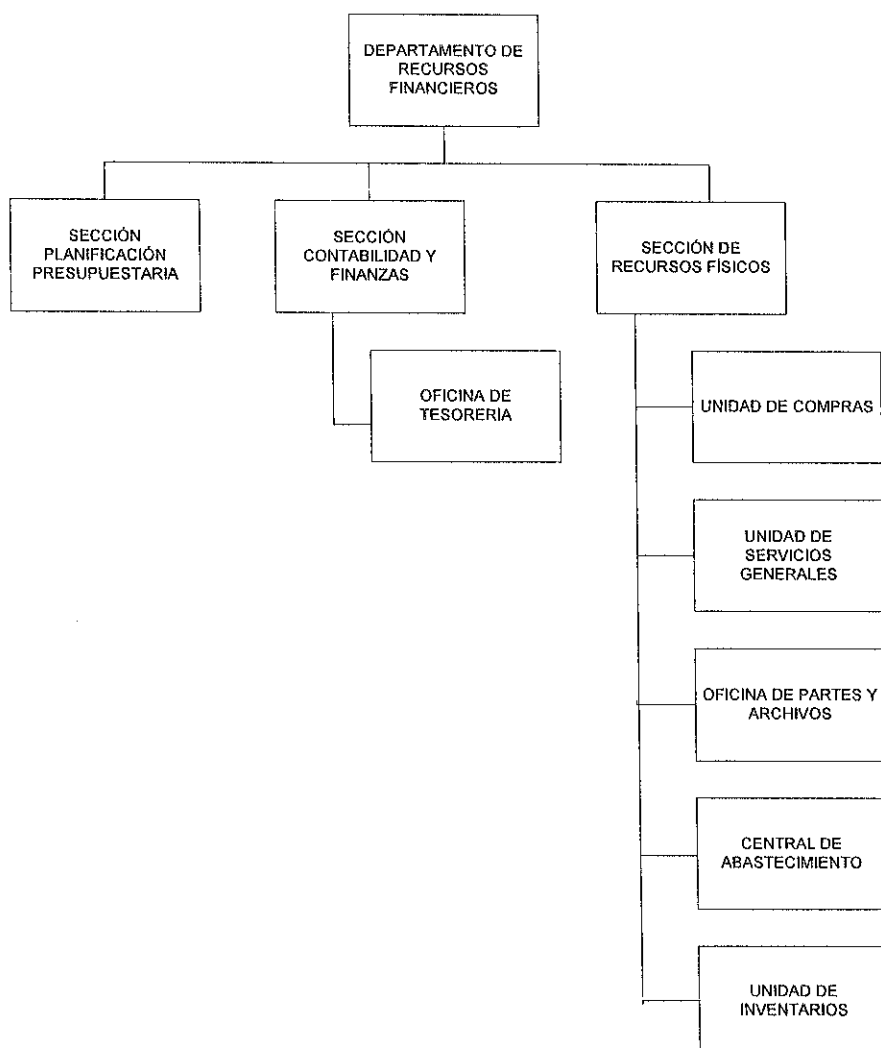 DEPARTAMENTO DE
RECURSOS
FINANCIEROS
SECCIÓN
PLANIFICACIÓN
PRESUPUESTARIA
SECCIÓN
CONTABILIDAD Y
FINANZAS
SECCIÓN DE
RECURSOS FÍSICOS
OFICINA DE
TESORERÍA
UNIDAD DE COMPRAS
UNIDAD DE
SERVICIOS
GENERALES
OFICINA DE PARTES Y
ARCHIVOS
CENTRAL DE
ABASTECIMIENTO
UNIDAD DE
INVENTARIOS